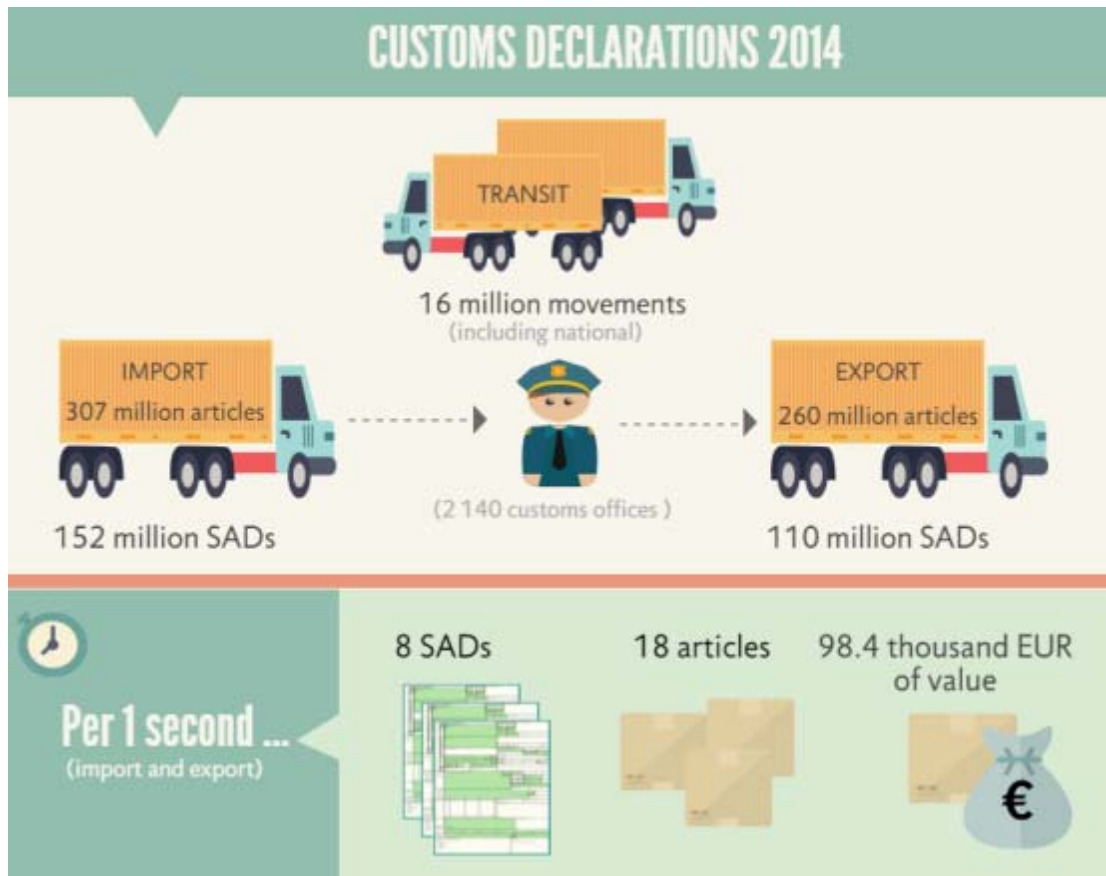 CUSTOMS DECLARATIONS 2014
TRANSIT
16 million movements
(including national)
IMPORT
307 million articles
EXPORT
260 million articles
(2 140 customs offices )
152 million SADs
110 million SADs
Per 1 second ...
(import and export)
8 SADs
18 articles
98.4 thousand EUR
of value
€